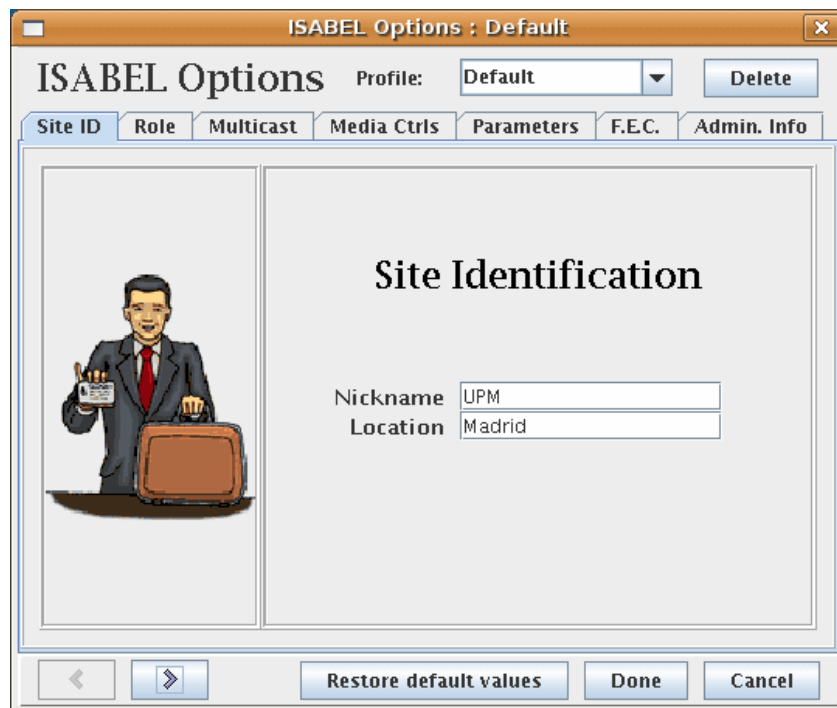 ISABEL Options : Default
ISABEL Options Profile: Default Delete
Site ID Role Multicast Media Ctrls Parameters F.E.C. Admin. Info
Site Identification
Nickname UPM
Location Madrid
Restore default values Done Cancel